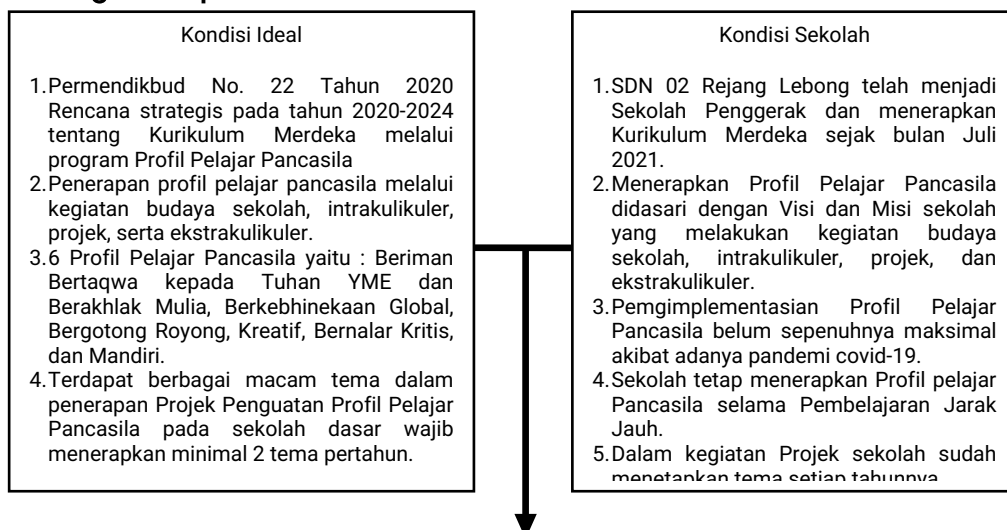 Kondisi Ideal
1.Permendikbud No. 22 Tahun 2020
Rencana strategis pada tahun 2020-2024
tentang Kurikulum Merdeka melalui
program Profil Pelajar Pancasila
2.Penerapan profil pelajar pancasila melalui
kegiatan budaya sekolah, intrakulikuler,
projek, serta ekstrakulikuler.
3.6 Profil Pelajar Pancasila yaitu : Beriman
Bertaqwa kepada Tuhan YME dan
Berakhlak Mulia, Berkebhinekaan Global,
Bergotong Royong, Kreatif, Bernalar Kritis,
dan Mandiri.
4.Terdapat berbagai macam tema dalam
penerapan Projek Penguatan Profil Pelajar
Pancasila pada sekolah dasar wajib
menerapkan minimal 2 tema pertahun.
Kondisi Sekolah
1.SDN 02 Rejang Lebong telah menjadi
Sekolah Penggerak dan menerapkan
Kurikulum Merdeka sejak bulan Juli
2021.
2.Menerapkan Profil Pelajar Pancasila
didasari dengan Visi dan Misi sekolah
yang melakukan kegiatan budaya
sekolah, intrakulikuler, projek, dan
ekstrakulikuler.
3.Pemgimplementasian Profil Pelajar
Pancasila belum sepenuhnya maksimal
akibat adanya pandemi covid-19.
4.Sekolah tetap menerapkan Profil pelajar
Pancasila selama Pembelajaran Jarak
Jauh.
5.Dalam kegiatan Projek sekolah sudah
menetapkan tema setiap tahunnya